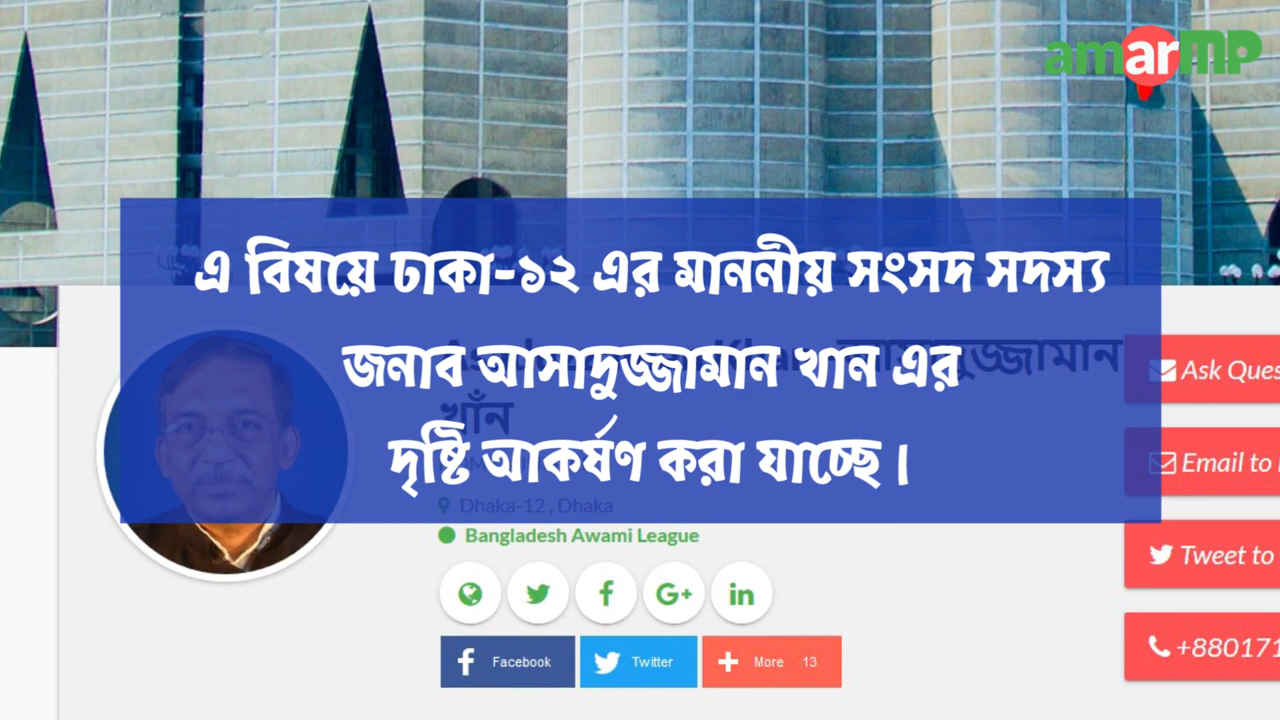 amarMP
এ বিষয়ে ঢাকা-১২ এর মাননীয় সংসদ সদস্য
জনাব আসাদুজ্জামান খান এর
দৃষ্টি আকর্ষণ করা যাচ্ছে।
খাঁন
Dhaka-12 , Dhaka
Bangladesh Awami League
Facebook
Twitter
More 13
Ask Ques
Email to
Tweet to
+880171